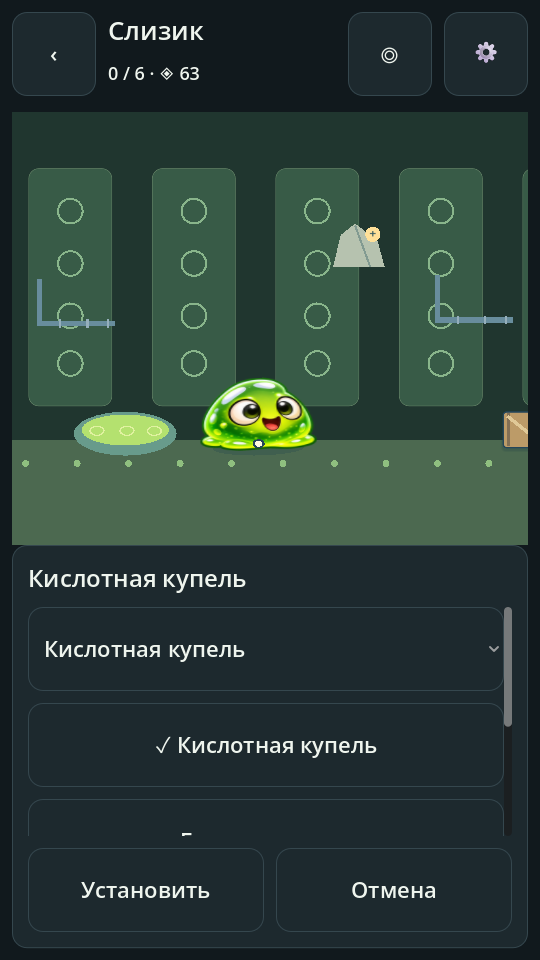 Слизик
0 / 6 · ◈ 63
Кислотная купель
Кислотная купель
✓ Кислотная купель
Установить
Отмена